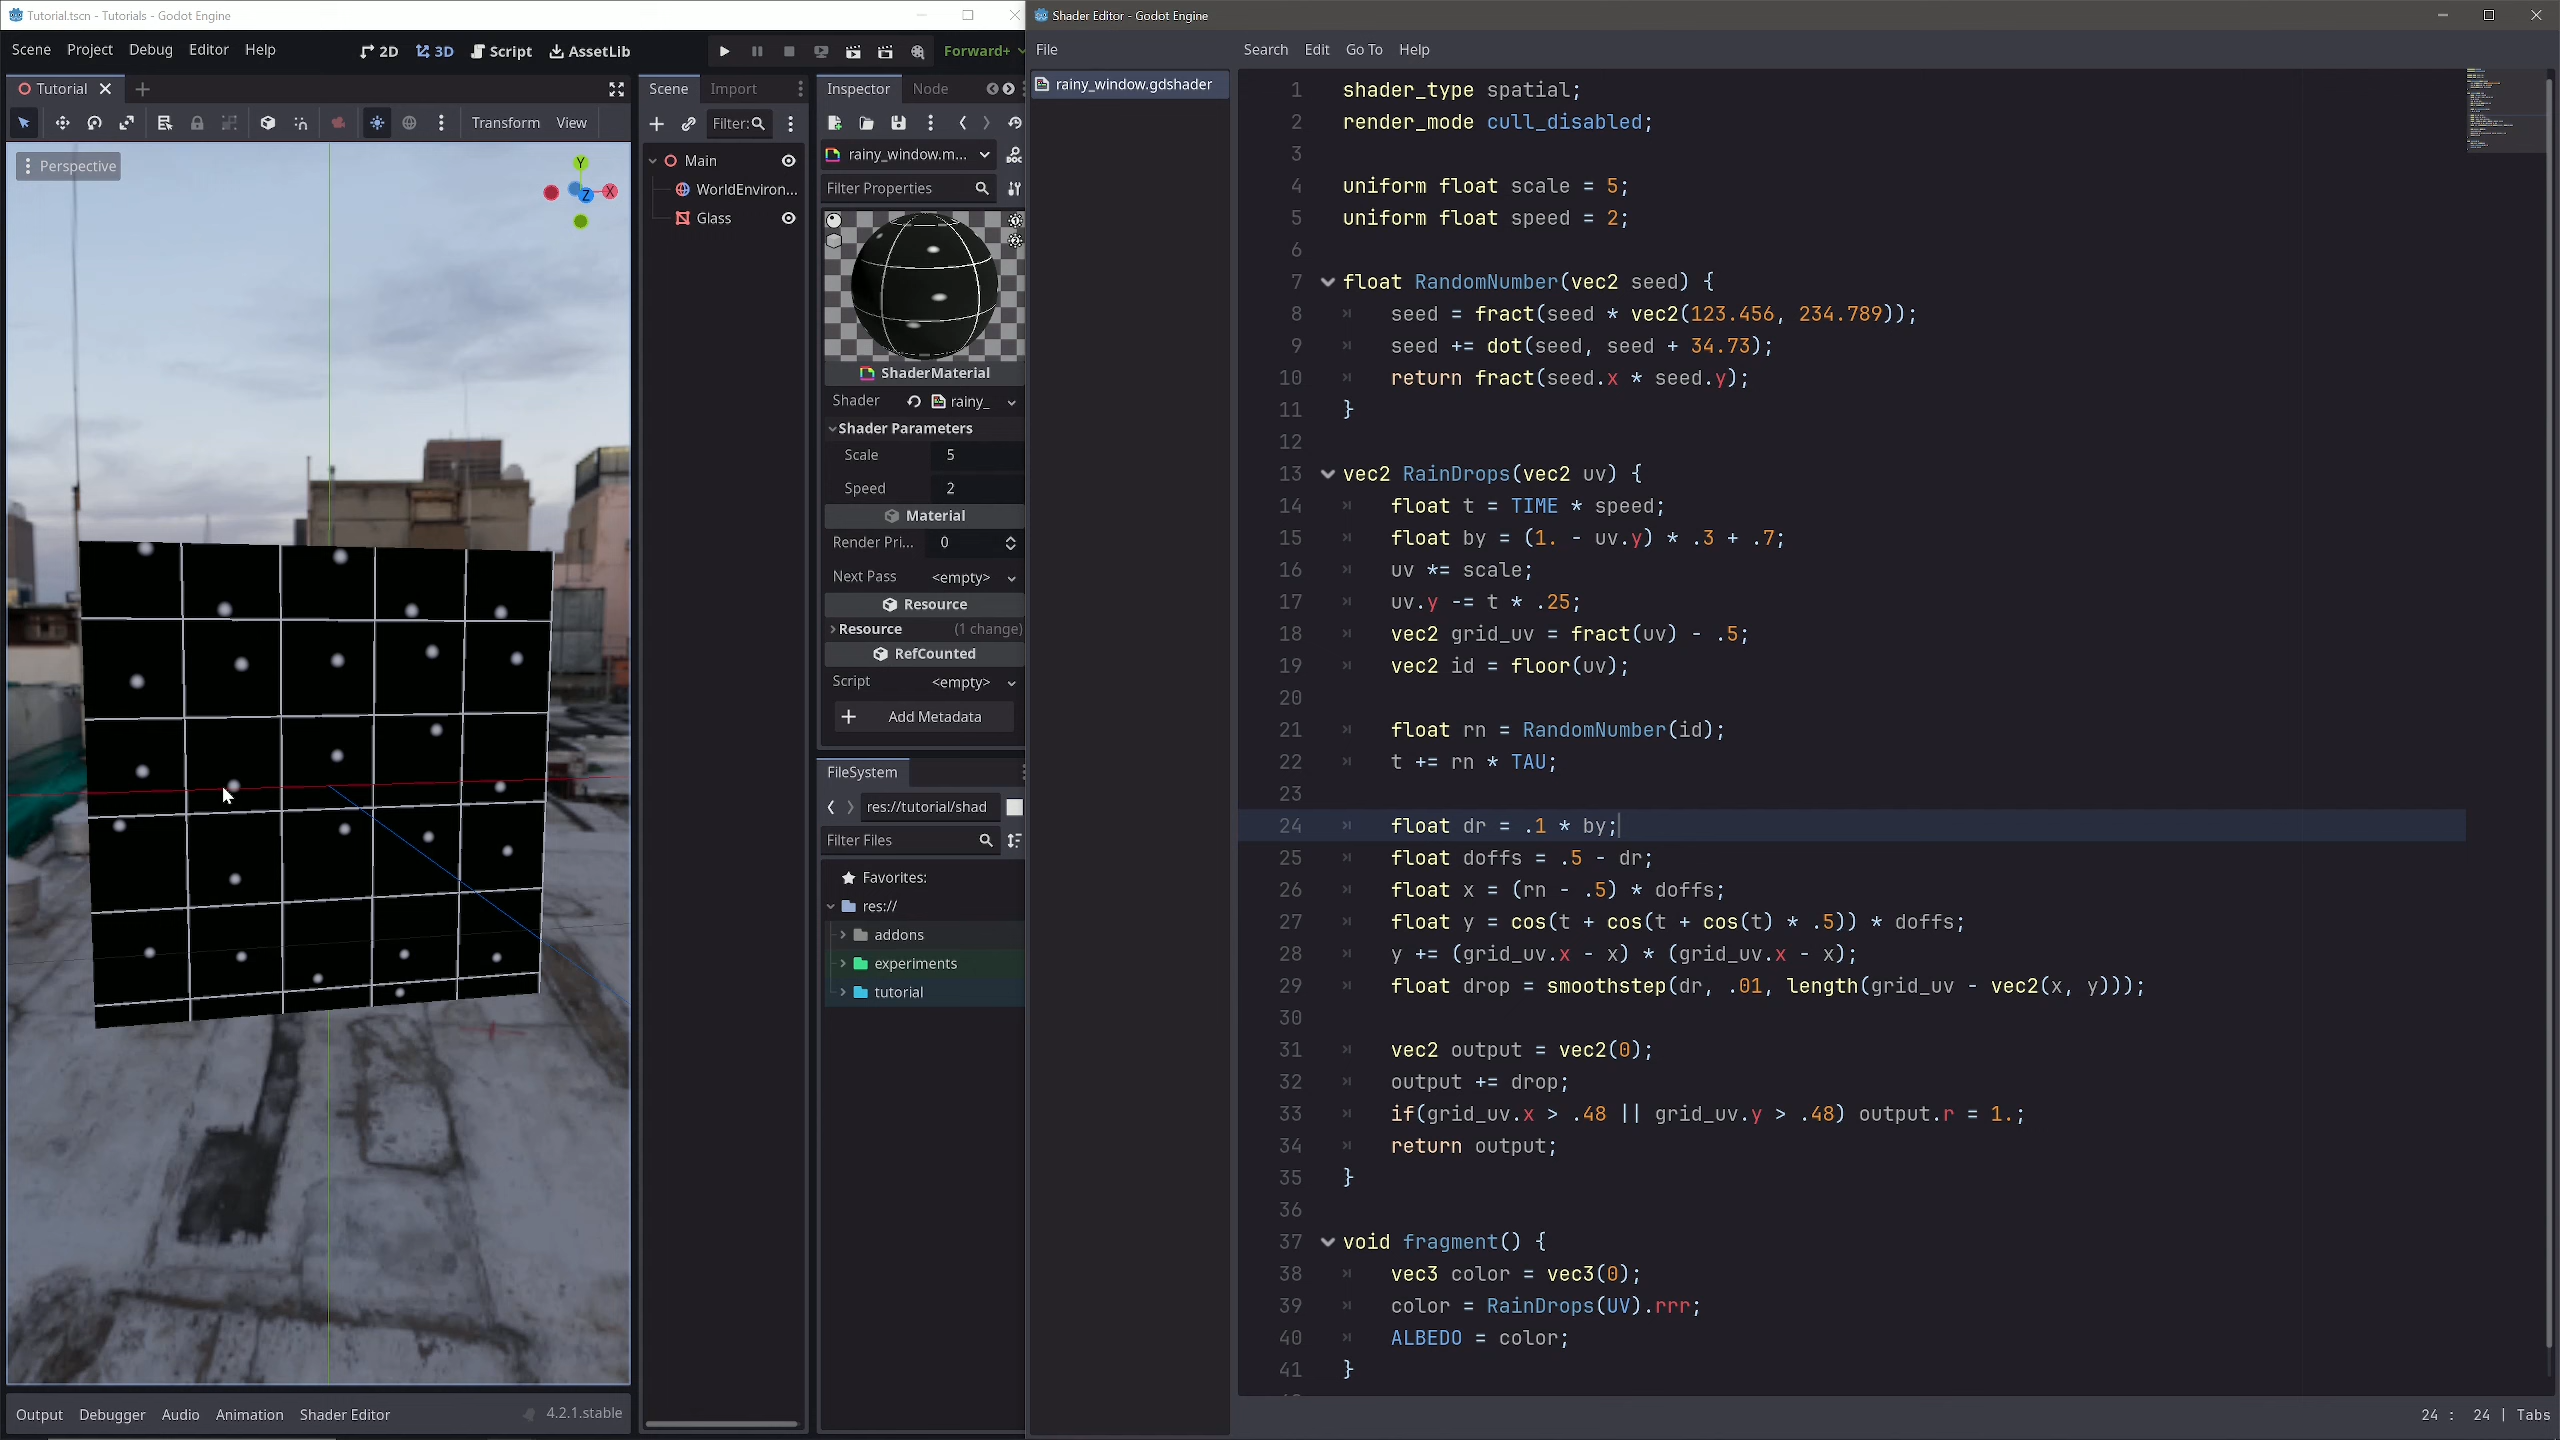 Tutorial.tscn - Tutorials - Godot Engine
Scene Project Debug Editor Help
2D 3D Script AssetLib
Forward+
Tutorial
Transform View
Perspective
Y
X
Z
Output Debugger Audio Animation Shader Editor
4.2.1.stable
Scene Import
Filter:
Main
WorldEnviron...
Glass
Inspector Node
rainy_window.m...
Filter Properties
ShaderMaterial
Shader rainy_
Shader Parameters
Scale 5
Speed 2
Material
Render Pri... 0
Next Pass <empty>
Resource
Resource (1 change)
RefCounted
Script <empty>
Add Metadata
FileSystem
res://tutorial/shad
Filter Files
Favorites:
res://
addons
experiments
tutorial
Shader Editor - Godot Engine
File Search Edit Go To Help
rainy_window.gdshader
1 shader_type spatial;
2 render_mode cull_disabled;
3
4 uniform float scale = 5;
5 uniform float speed = 2;
6
7 float RandomNumber(vec2 seed) {
8 seed = fract(seed * vec2(123.456, 234.789));
9 seed += dot(seed, seed + 34.73);
10 return fract(seed.x * seed.y);
11 }
12
13 vec2 RainDrops(vec2 uv) {
14 float t = TIME * speed;
15 float by = (1. - uv.y) * .3 + .7;
16 uv *= scale;
17 uv.y -= t * .25;
18 vec2 grid_uv = fract(uv) - .5;
19 vec2 id = floor(uv);
20
21 float rn = RandomNumber(id);
22 t += rn * TAU;
23
24 float dr = .1 * by;
25 float doffs = .5 - dr;
26 float x = (rn - .5) * doffs;
27 float y = cos(t + cos(t + cos(t) * .5)) * doffs;
28 y += (grid_uv.x - x) * (grid_uv.x - x);
29 float drop = smoothstep(dr, .01, length(grid_uv - vec2(x, y)));
30
31 vec2 output = vec2(0);
32 output += drop;
33 if(grid_uv.x > .48 || grid_uv.y > .48) output.r = 1.;
34 return output;
35 }
36
37 void fragment() {
38 vec3 color = vec3(0);
39 color = RainDrops(UV).rrr;
40 ALBEDO = color;
41 }
24 : 24 | Tabs